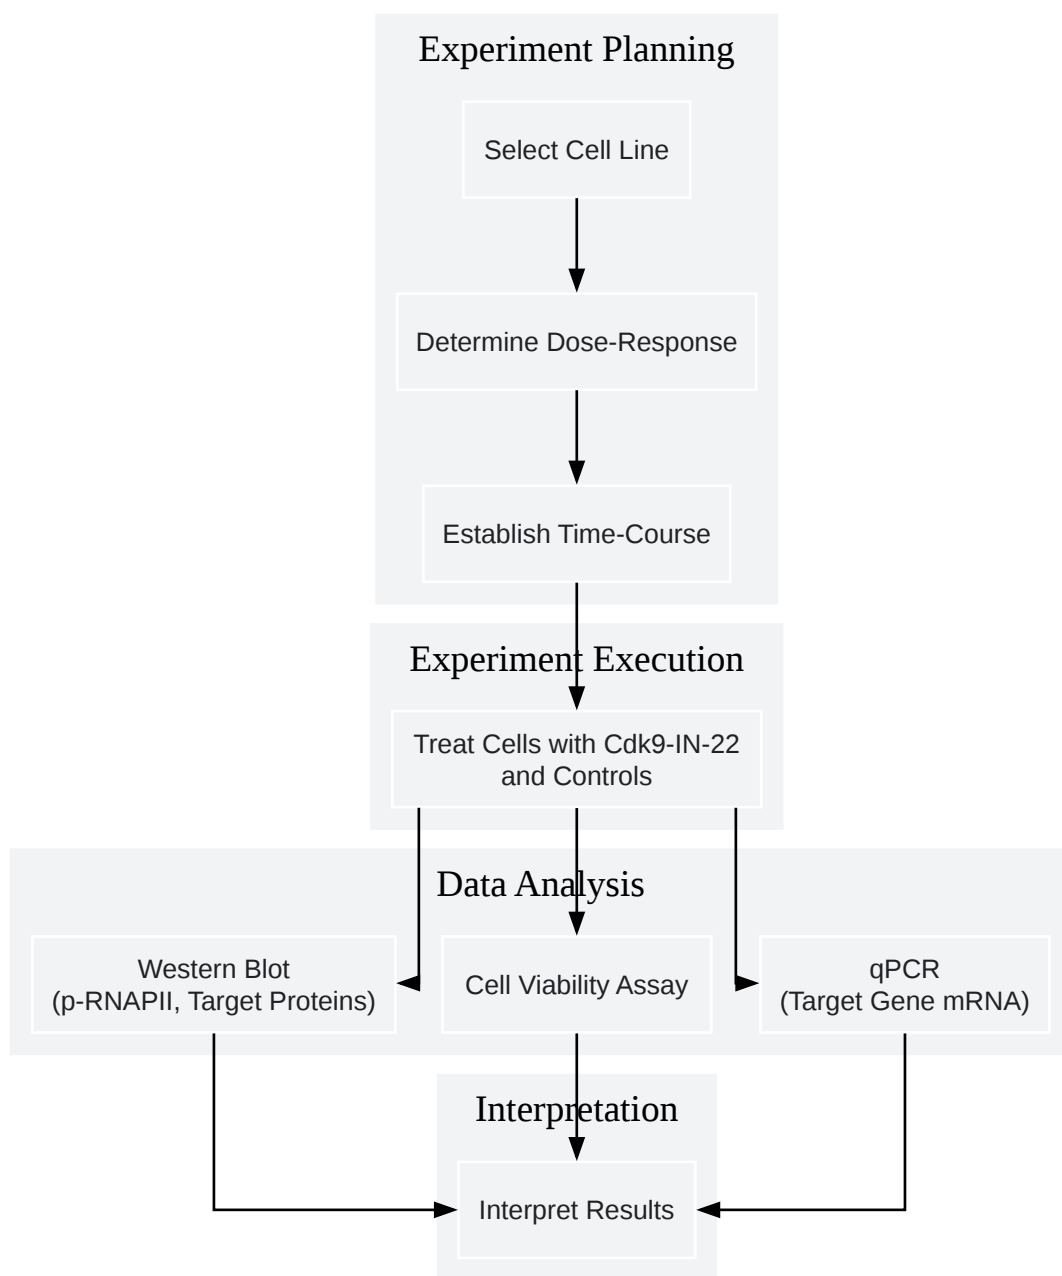 Experiment Planning
Select Cell Line
Determine Dose-Response
Establish Time-Course
Experiment Execution
Treat Cells with Cdk9-IN-22
and Controls
Data Analysis
Western Blot
(p-RNAPII, Target Proteins)
Cell Viability Assay
qPCR
(Target Gene mRNA)
Interpretation
Interpret Results